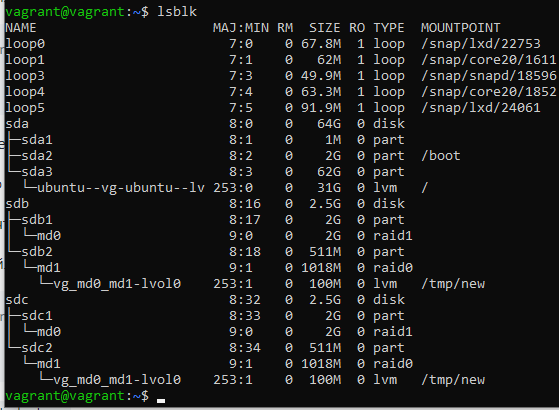 vagrant@vagrant:~$ lsblk
NAME                      MAJ:MIN RM  SIZE RO TYPE  MOUNTPOINT
loop0                       7:0    0 67.8M  1 loop  /snap/lxd/22753
loop1                       7:1    0   62M  1 loop  /snap/core20/1611
loop3                       7:3    0 49.9M  1 loop  /snap/snapd/18596
loop4                       7:4    0 63.3M  1 loop  /snap/core20/1852
loop5                       7:5    0 91.9M  1 loop  /snap/lxd/24061
sda                         8:0    0   64G  0 disk
├─sda1                      8:1    0    1M  0 part
├─sda2                      8:2    0    2G  0 part  /boot
└─sda3                      8:3    0   62G  0 part
  └─ubuntu--vg-ubuntu--lv 253:0    0   31G  0 lvm   /
sdb                         8:16   0  2.5G  0 disk
├─sdb1                      8:17   0    2G  0 part
│ └─md0                     9:0    0    2G  0 raid1
└─sdb2                      8:18   0  511M  0 part
  └─md1                     9:1    0 1018M  0 raid0
    └─vg_md0_md1-lvol0    253:1    0  100M  0 lvm   /tmp/new
sdc                         8:32   0  2.5G  0 disk
├─sdc1                      8:33   0    2G  0 part
│ └─md0                     9:0    0    2G  0 raid1
└─sdc2                      8:34   0  511M  0 part
  └─md1                     9:1    0 1018M  0 raid0
    └─vg_md0_md1-lvol0    253:1    0  100M  0 lvm   /tmp/new
vagrant@vagrant:~$